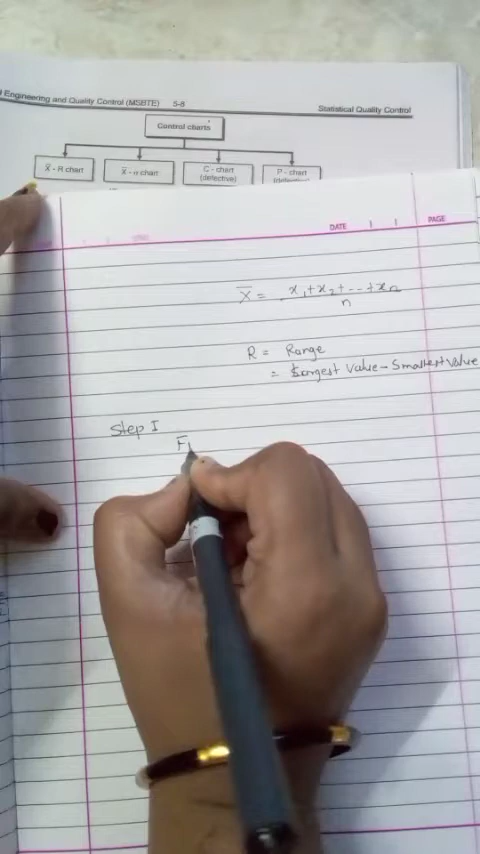 Engineering and Quality Control (MSBTE) 5-8 Statistical Quality Control
Control charts
X̄ - R chart
X̄ - σ chart
C - chart
(defective)
P - chart
DATE
PAGE
X̄ = x₁+x₂+---+xₙ
n
R = Range
= Largest Value - Smallest Value
Step I